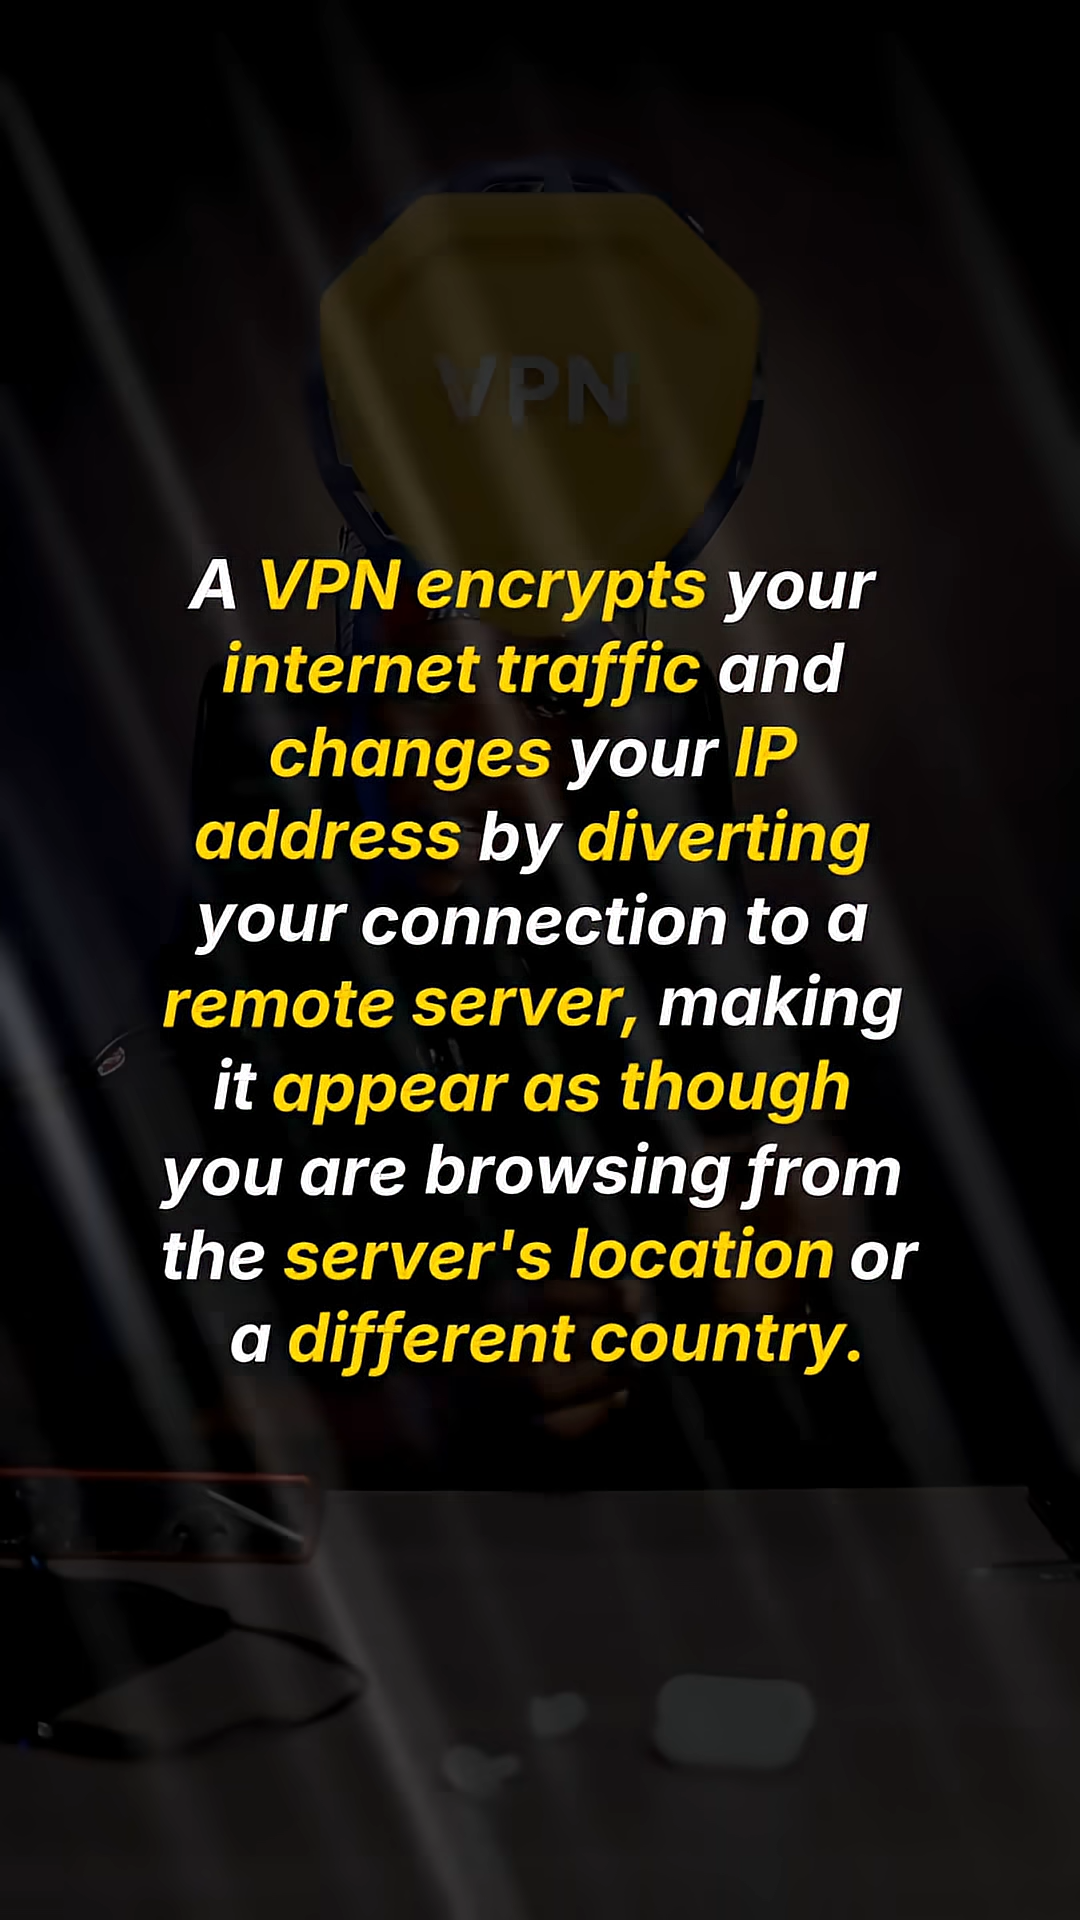 VPN
A VPN encrypts your
internet traffic and
changes your IP
address by diverting
your connection to a
remote server, making
it appear as though
you are browsing from
the server's location or
a different country.